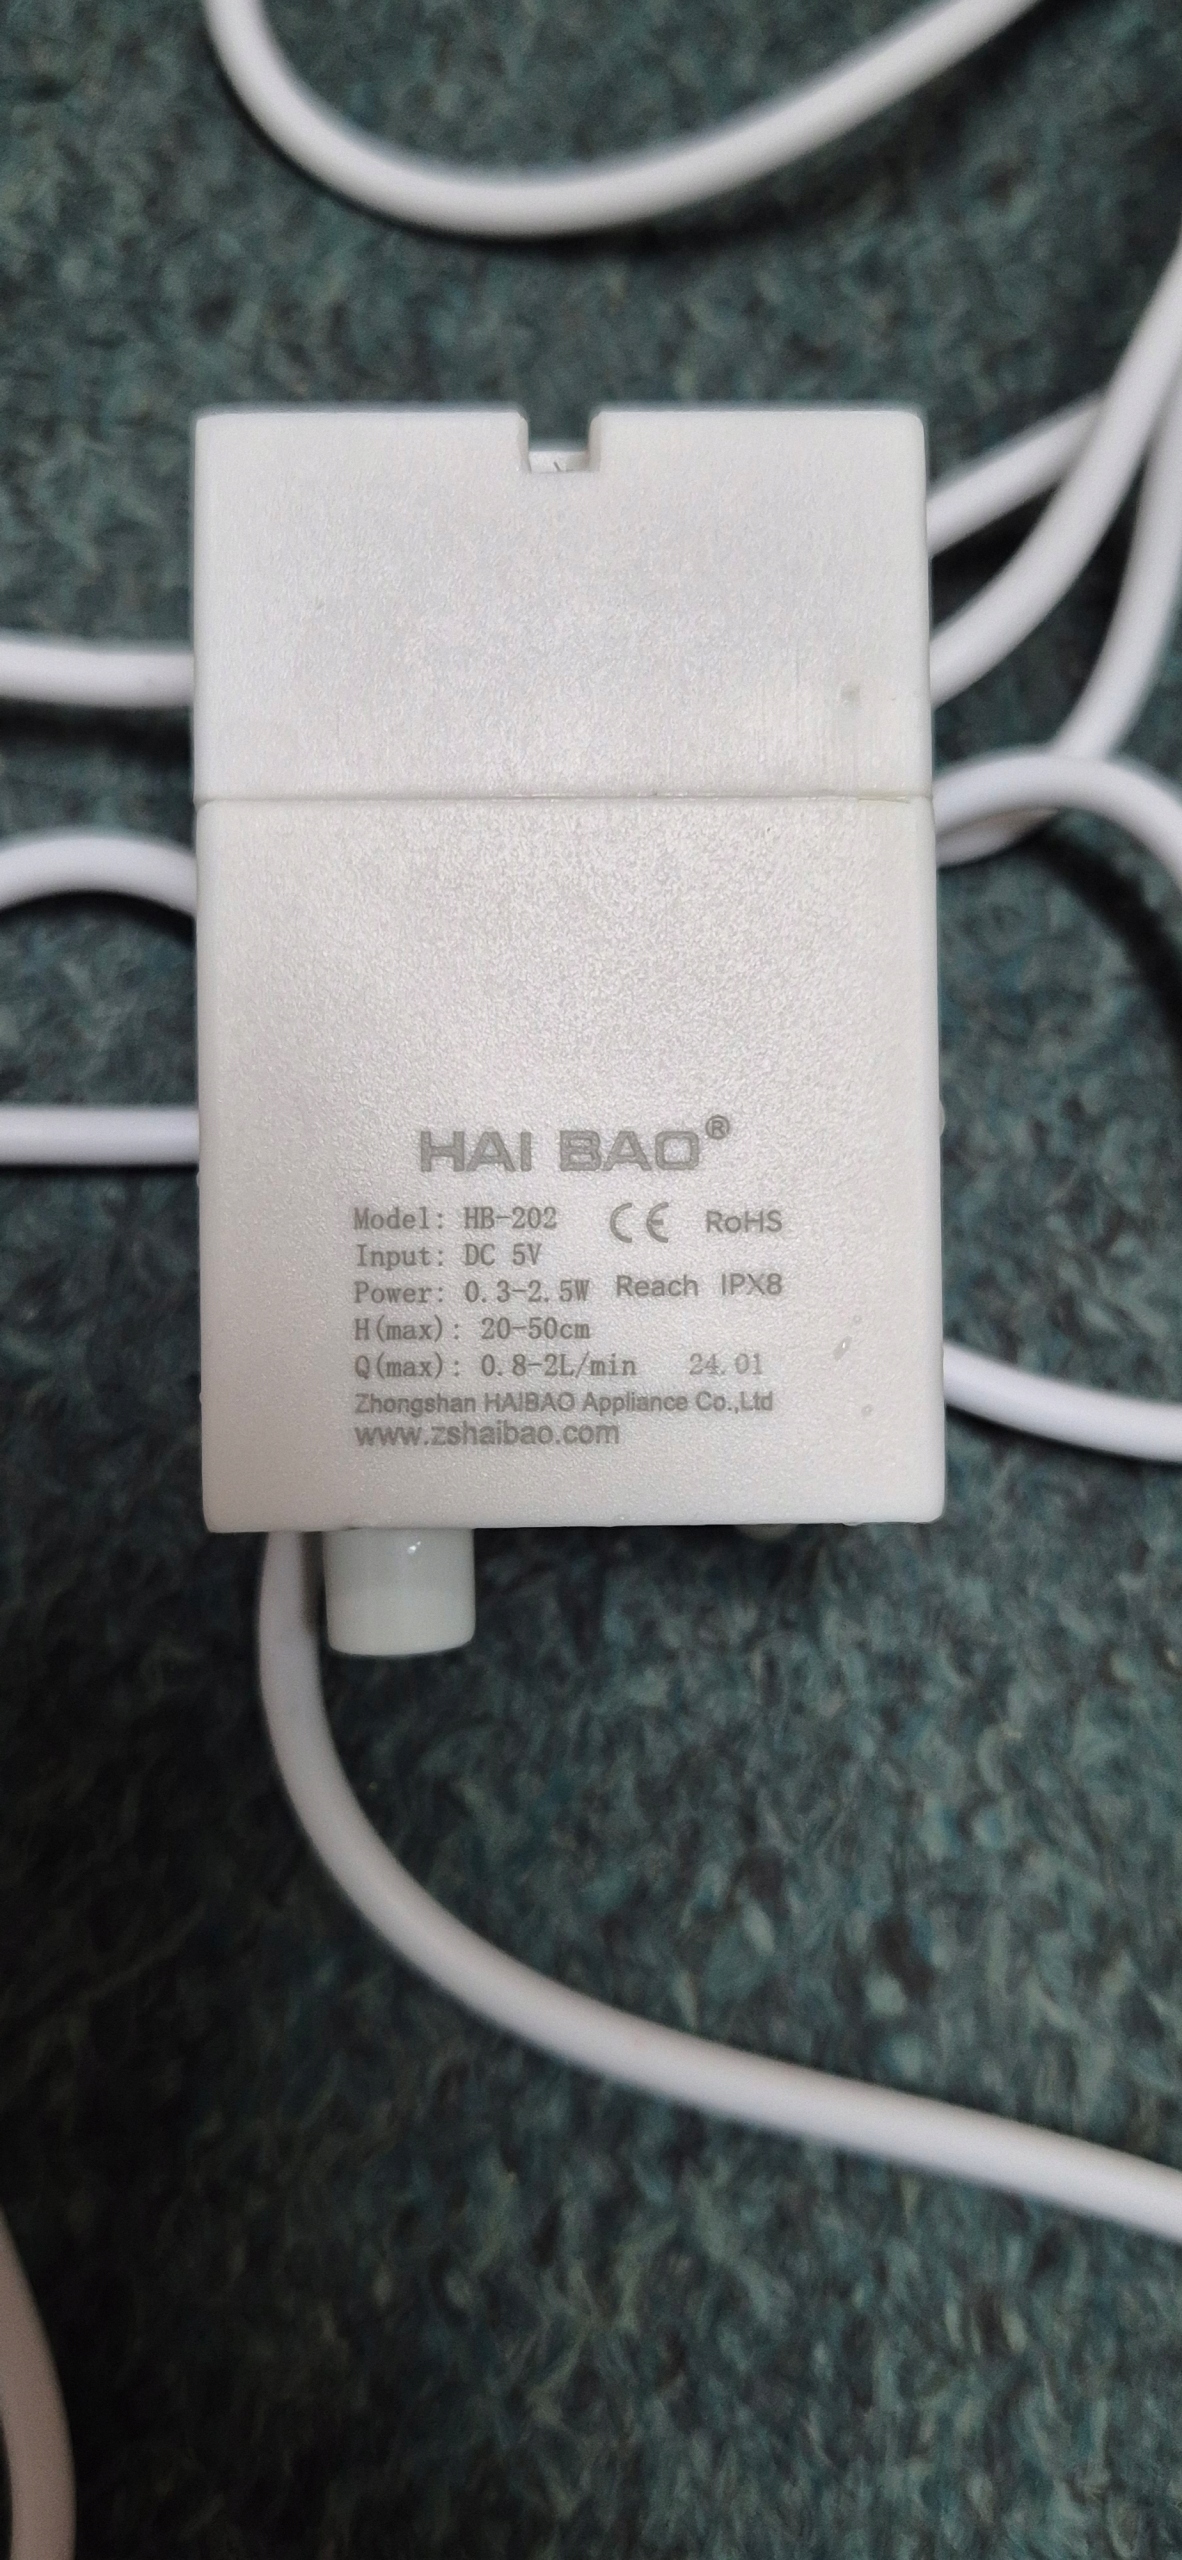 HAI BAO®
Model: HB-202 CE RoHS
Input: DC 5V
Power: 0.3-2.5W Reach IPX8
H(max): 20-50cm
Q(max): 0.8-2L/min 24.01
Zhongshan HAIBAO Appliance Co.,Ltd
www.zshaibao.com